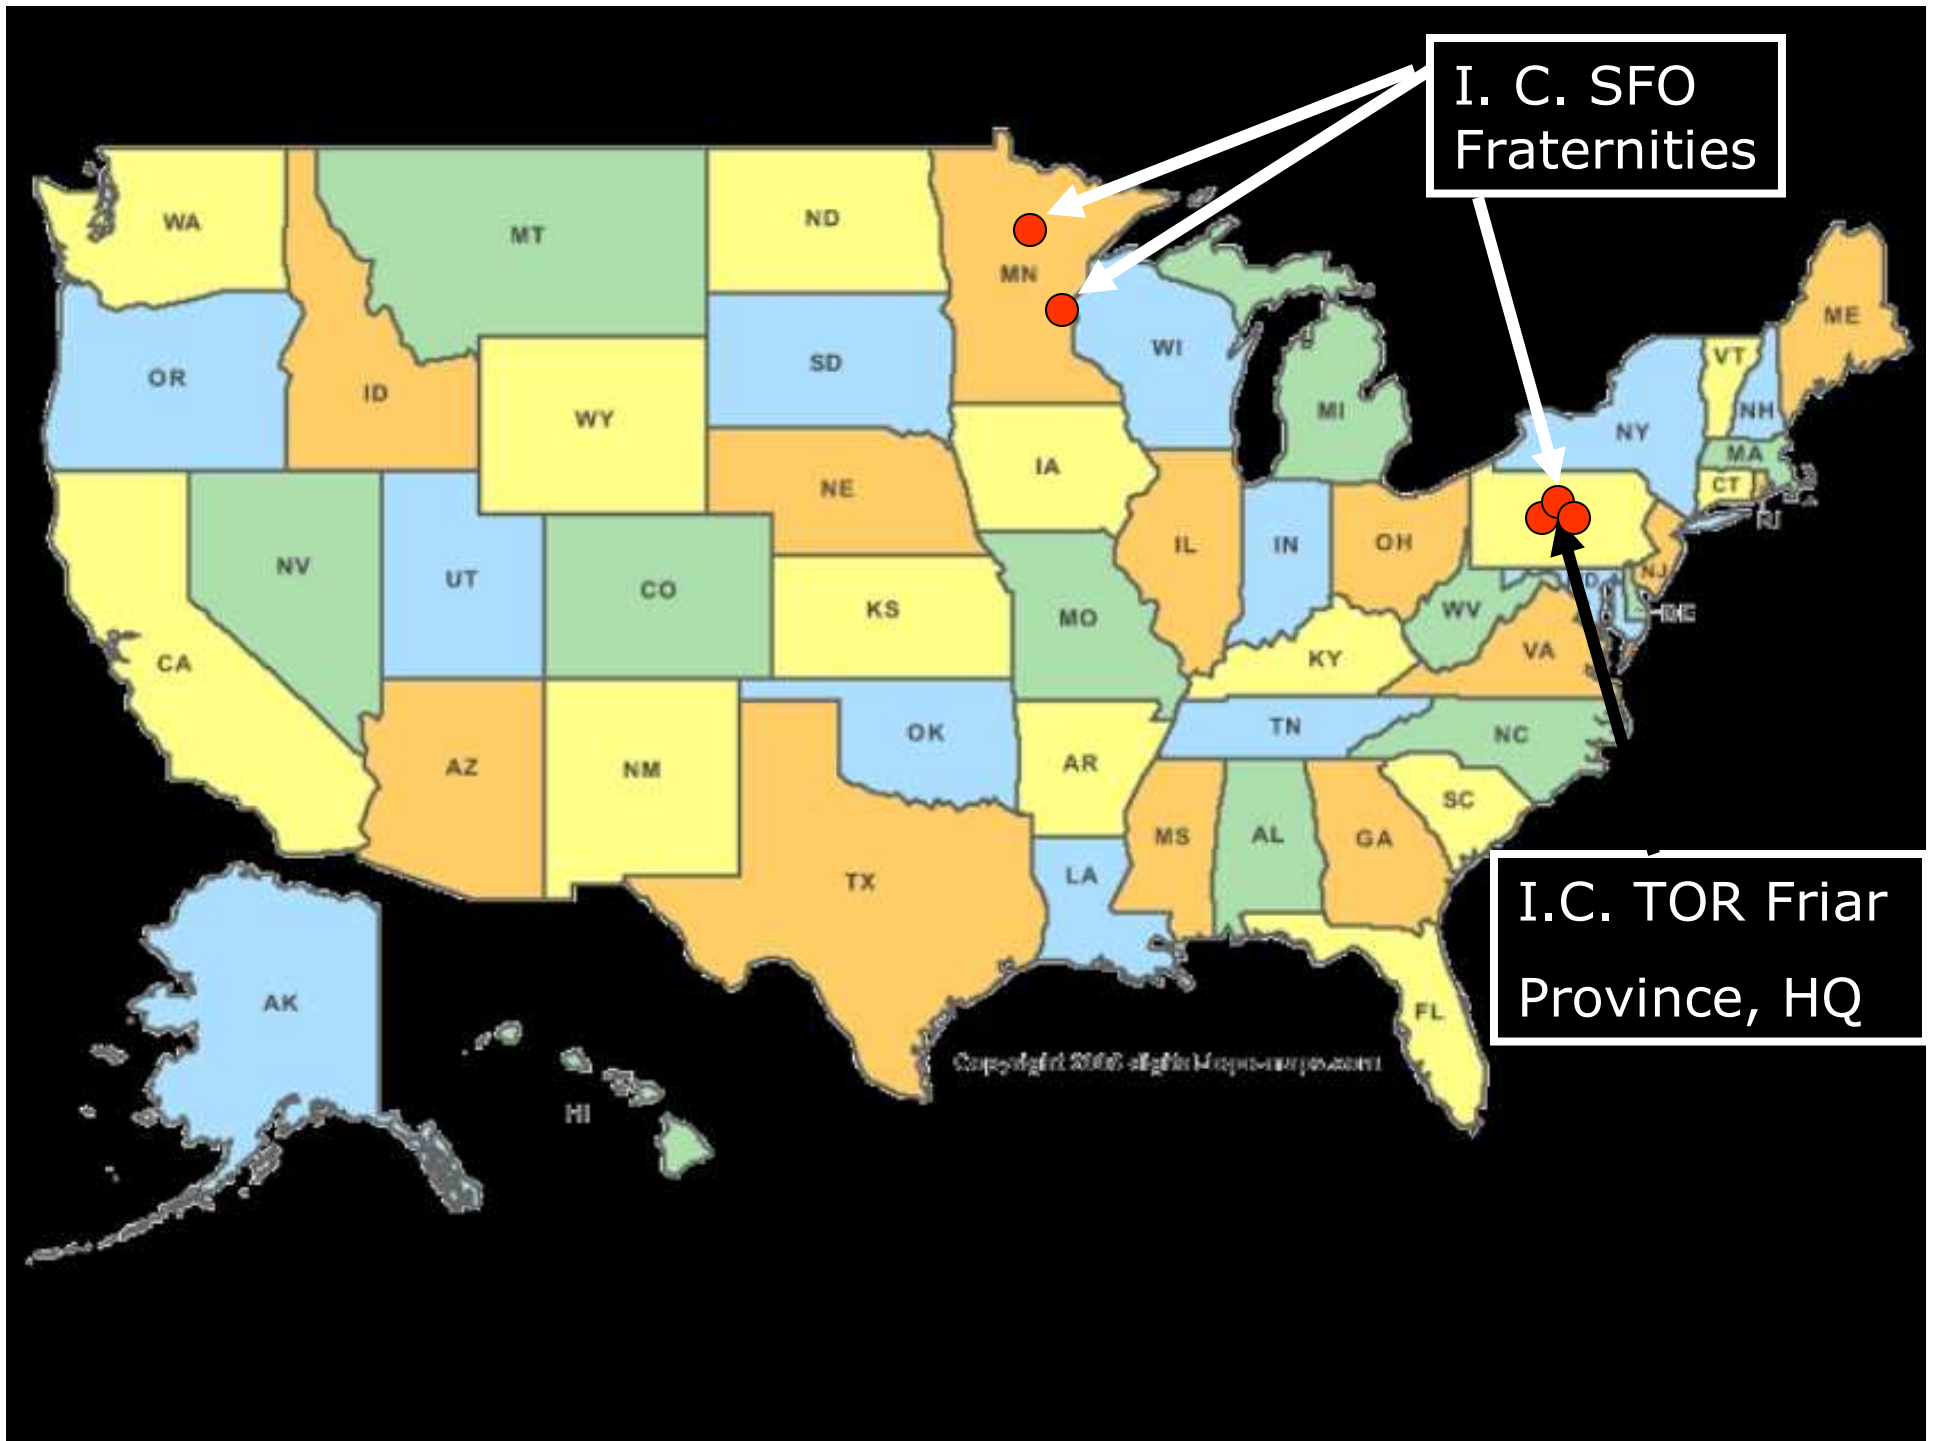 I. C. SFO
Fraternities
WA
MT
ND
MN
ME
OR
ID
SD
WI
VT
NH
WY
MI
NY
MA
IA
NE
CT
RI
NV
UT
CO
IL
IN
OH
NJ
KS
MO
WV
DE
CA
KY
VA
OK
TN
NC
AZ
NM
AR
SC
MS
AL
GA
TX
LA
I.C. TOR Friar
Province, HQ
AK
FL
HI